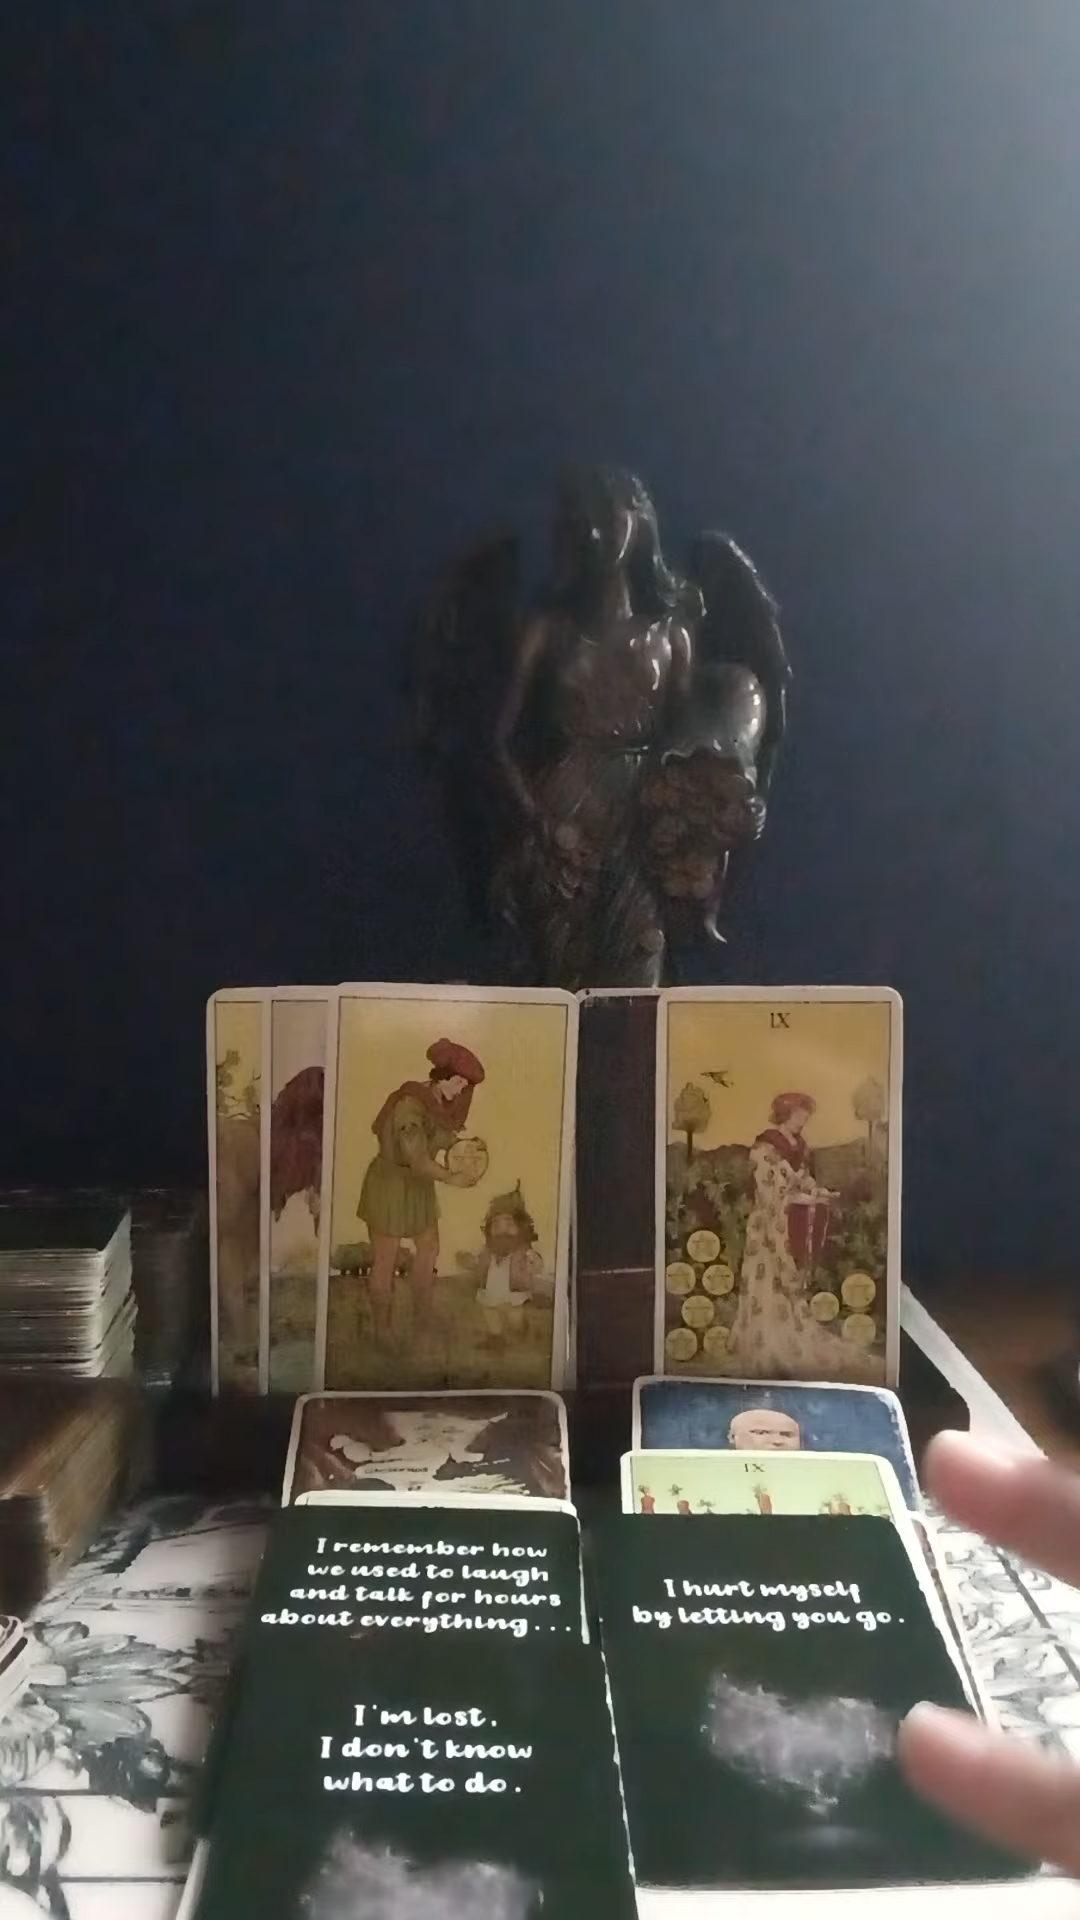 IX
IX
I remember how
we used to laugh
and talk for hours
about everything...
I'm lost.
I don't know
what to do.
I hurt myself
by letting you go.